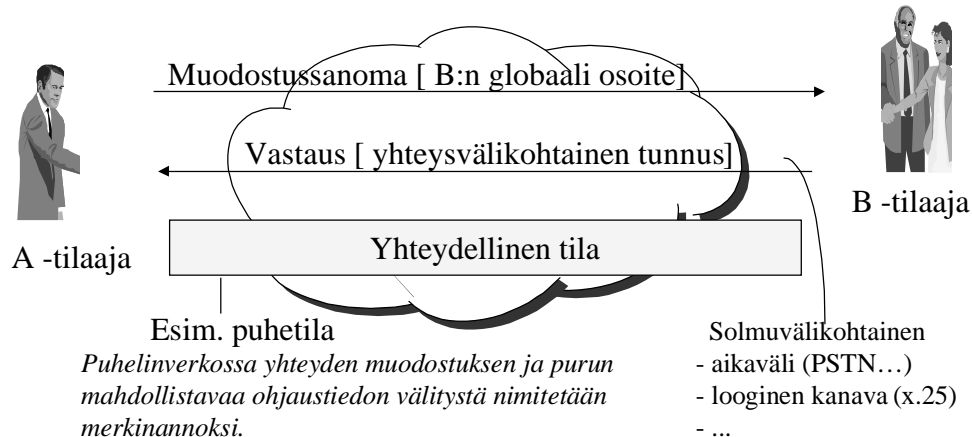 Muodostussanoma [ B:n globaali osoite]
Vastaus [ yhteysvälikohtainen tunnus]
B -tilaaja
A -tilaaja
Yhteydellinen tila
Esim. puhetila
Puhelinverkossa yhteyden muodostuksen ja purun
mahdollistavaa ohjaustiedon välitystä nimitetään
merkinannoksi.
Solmuvälikohtainen
- aikaväli (PSTN…)
- looginen kanava (x.25)
- ...